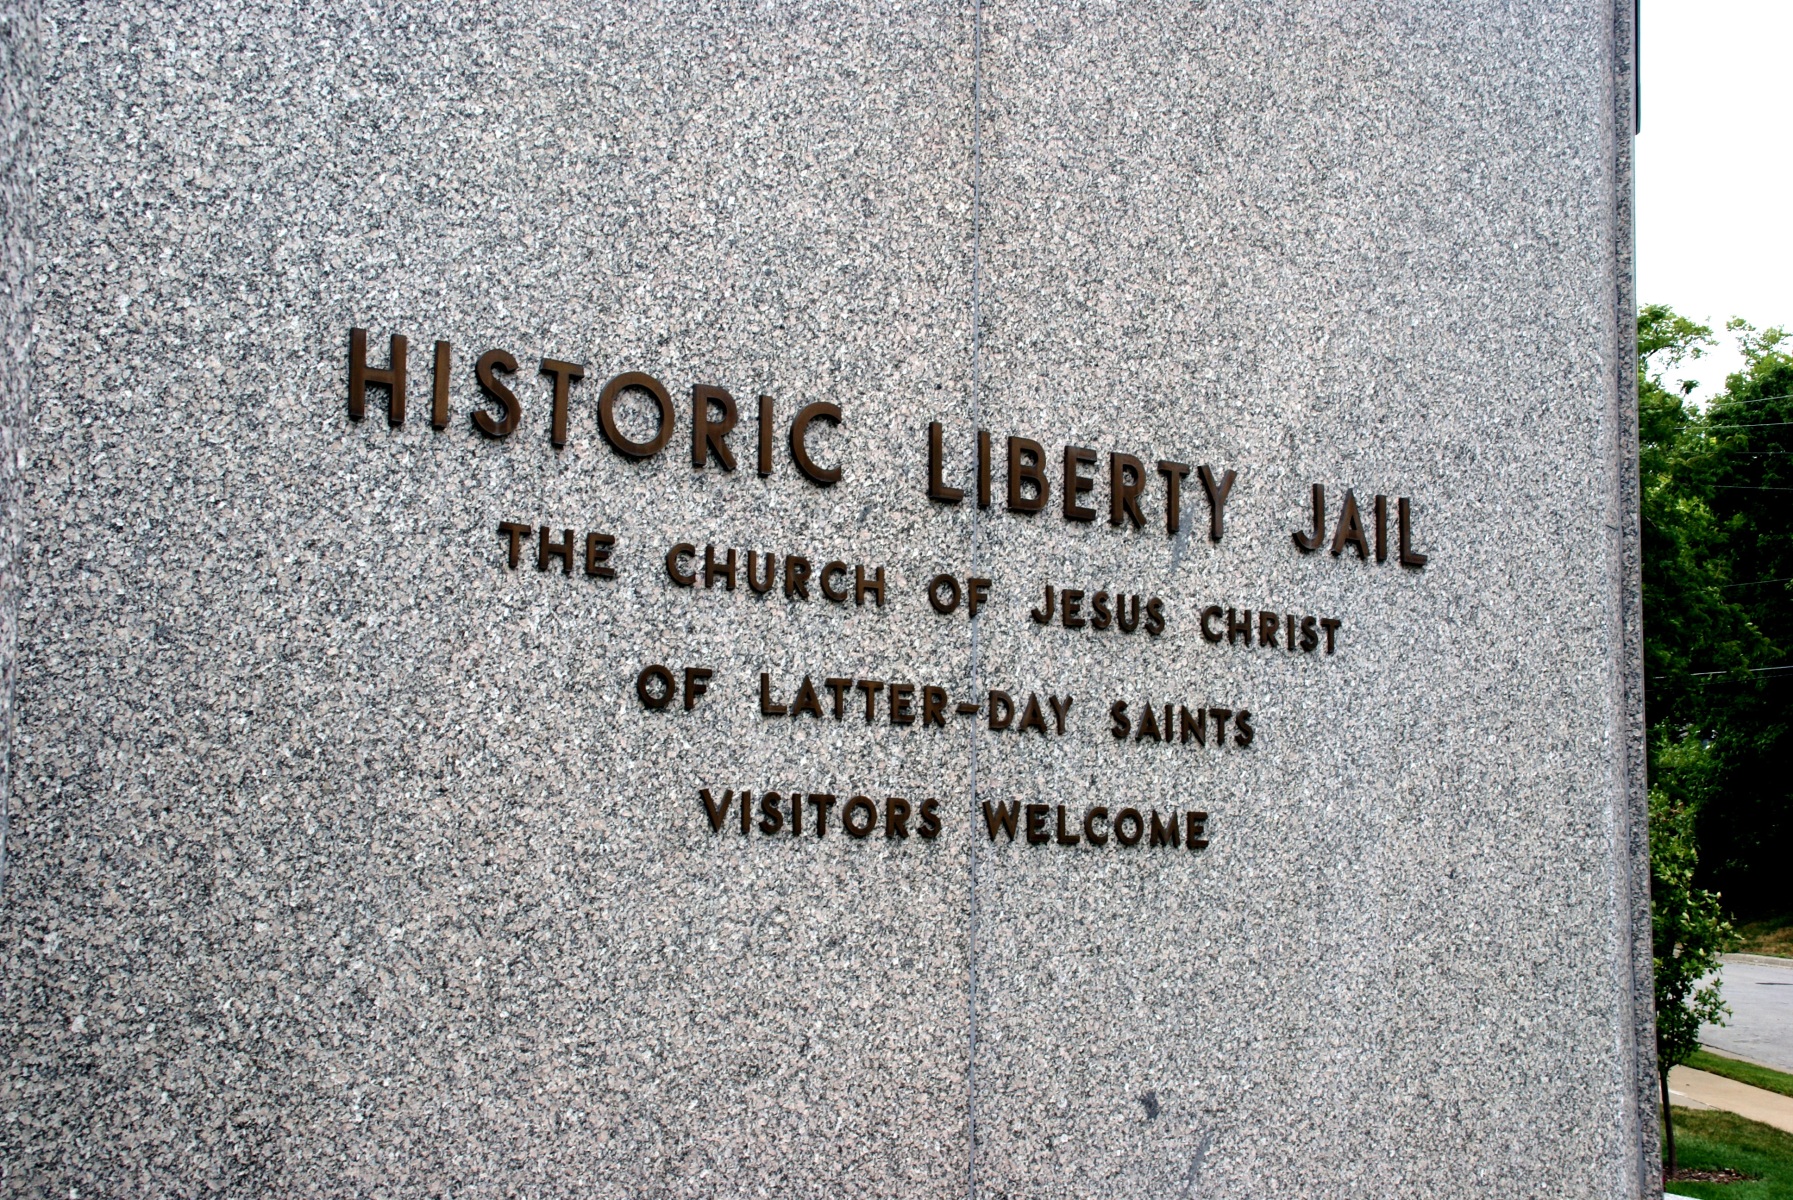 HISTORIC LIBERTY JAIL
THE CHURCH OF JESUS CHRIST
OF LATTER-DAY SAINTS
VISITORS WELCOME